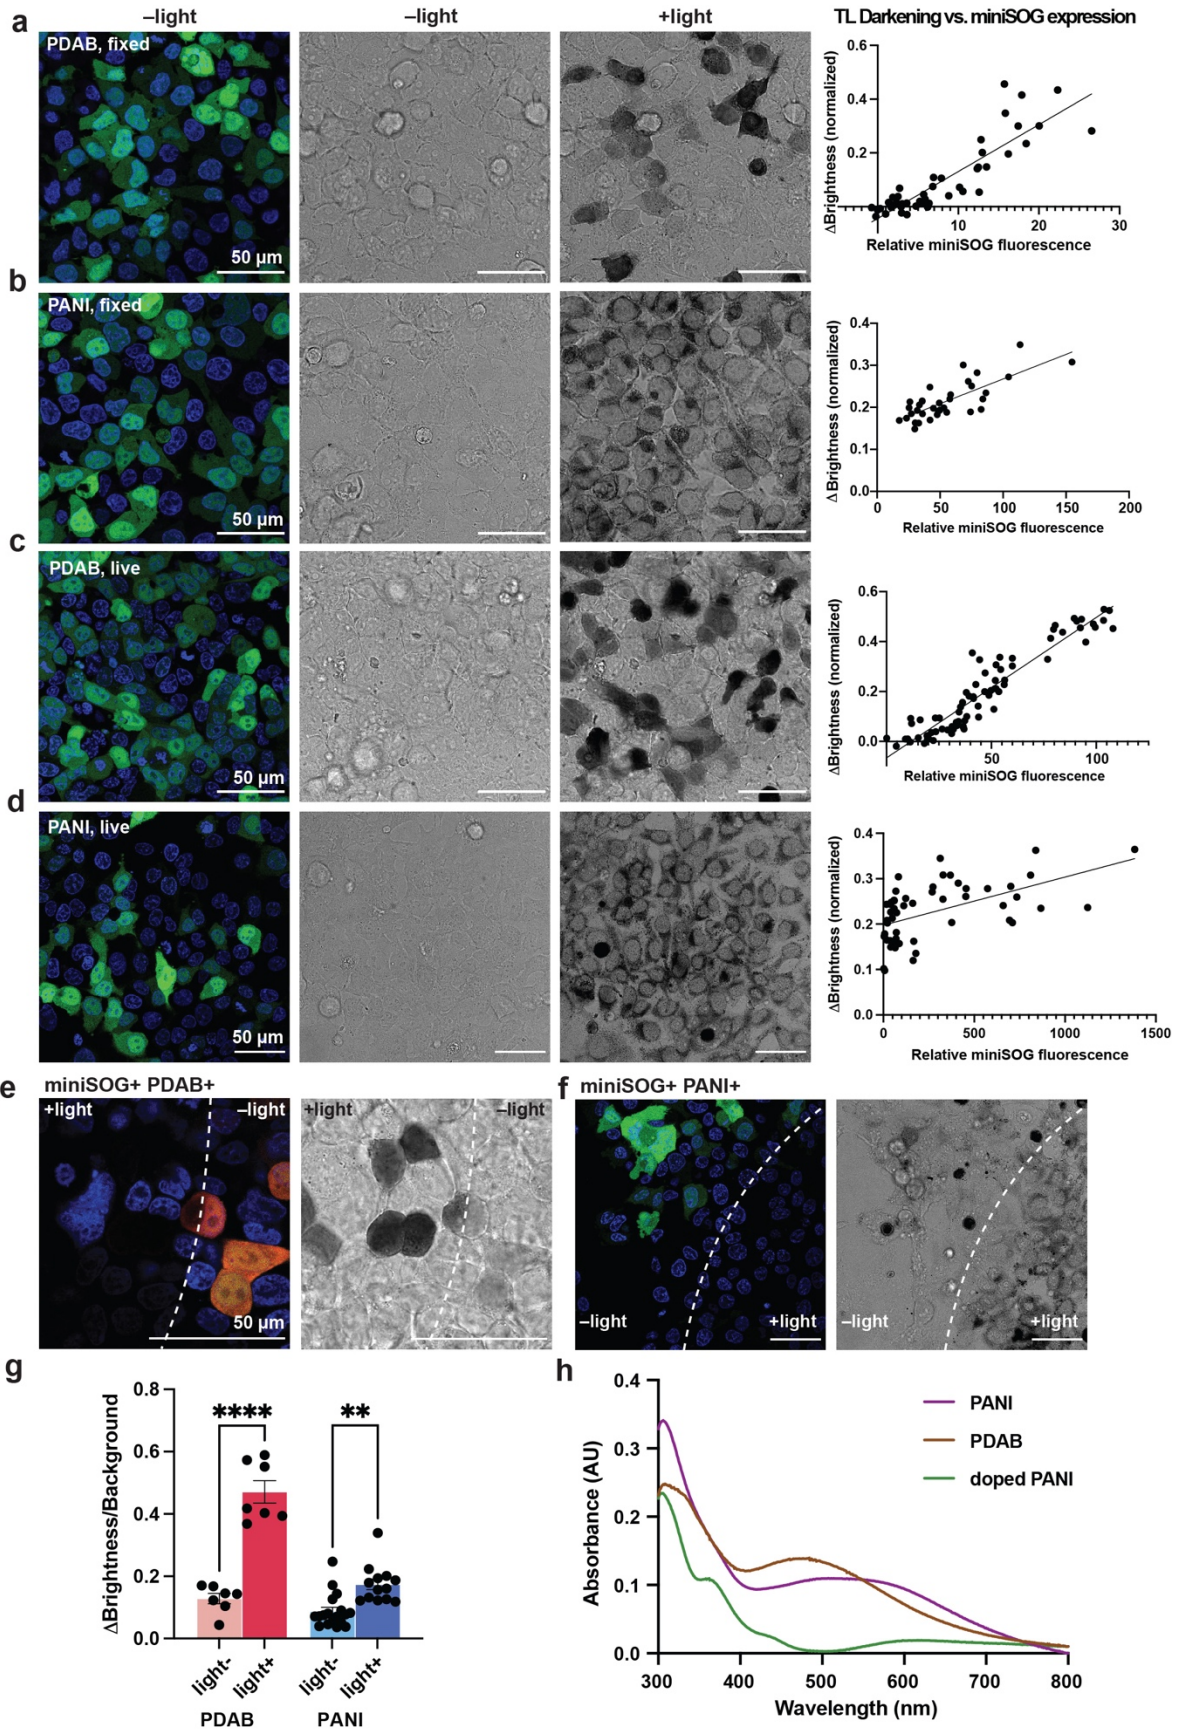 –light
–light
+light
TL Darkening vs. miniSOG expression
a
PDAB, fixed
50 µm
ΔBrightness (normalized)
0.6
0.4
0.2
10
20
30
Relative miniSOG fluorescence
b
PANI, fixed
50 µm
Δ Brightness (normalized)
0.4
0.3
0.2
0.1
0.0
0
50
100
150
200
Relative miniSOG fluorescence
c
PDAB, live
50 µm
ΔBrightness (normalized)
0.6
0.4
0.2
0.0
50
100
Relative miniSOG fluorescence
d
PANI, live
50 µm
ΔBrightness (normalized)
0.4
0.3
0.2
0.1
0.0
0
500
1000
1500
Relative miniSOG fluorescence
e
miniSOG+ PDAB+
+light
–light
50 µm
+light
–light
f
miniSOG+ PANI+
–light
+light
–light
+light
g
ΔBrightness/Background
0.8
0.6
0.4
0.2
0.0
****
**
light-
light+
light-
light+
PDAB
PANI
h
Absorbance (AU)
0.4
0.3
0.2
0.1
0.0
300
400
500
600
700
800
Wavelength (nm)
PANI
PDAB
doped PANI